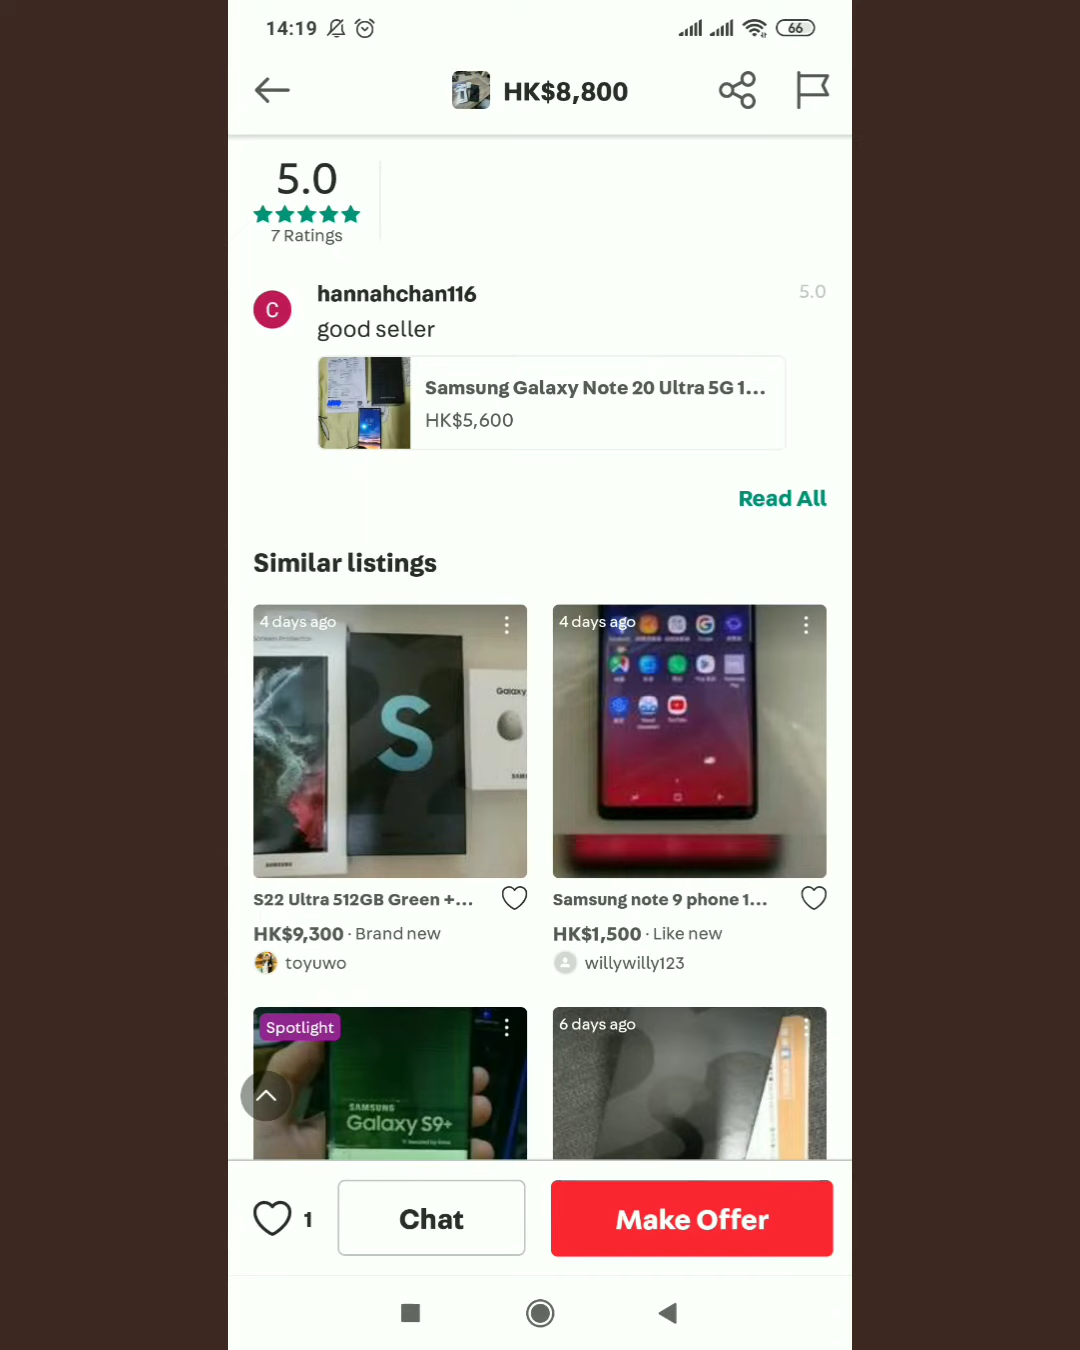 14:19
66
HK$8,800
5.0
7 Ratings
C
hannahchan116
5.0
good seller
Samsung Galaxy Note 20 Ultra 5G 1...
HK$5,600
Read All
Similar listings
4 days ago
Screen Protector
S
Galaxy
SAMSUNG
4 days ago
S22 Ultra 512GB Green +...
HK$9,300 · Brand new
toyuwo
Samsung note 9 phone 1...
HK$1,500 · Like new
willywilly123
Spotlight
SAMSUNG
Galaxy S9+
6 days ago
1
Chat
Make Offer